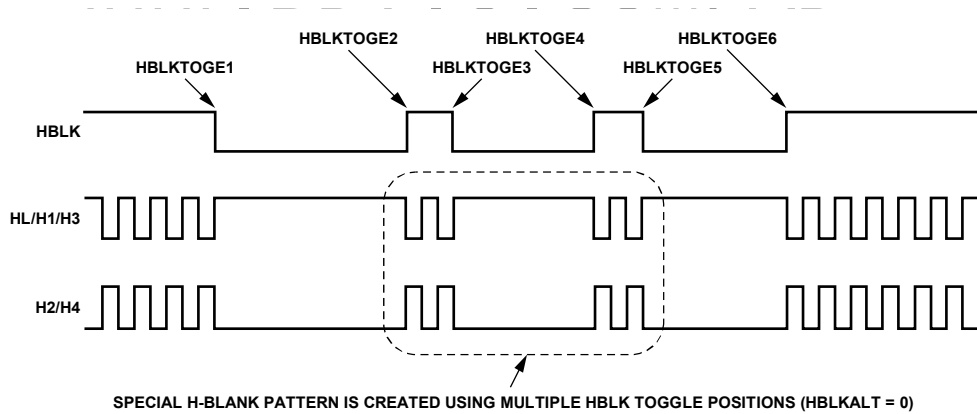 HBLKTOGE2
HBLKTOGE4
HBLKTOGE6
HBLKTOGE1
HBLKTOGE3
HBLKTOGE5
HBLK
HL/H1/H3
H2/H4
SPECIAL H-BLANK PATTERN IS CREATED USING MULTIPLE HBLK TOGGLE POSITIONS (HBLKALT = 0)